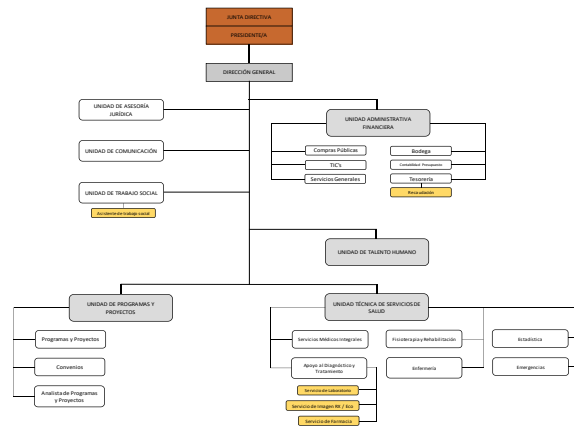 JUNTA DIRECTIVA
PRESIDENTE/A
DIRECCIÓN GENERAL
UNIDAD DE ASESORÍA
JURÍDICA
UNIDAD ADMINISTRATIVA
FINANCIERA
UNIDAD DE COMUNICACIÓN
Compras Públicas
Bodega
TIC's
Contabilidad Presupuesto
Servicios Generales
Tesorería
Recaudación
UNIDAD DE TRABAJO SOCIAL
Asistente de trabajo social
UNIDAD DE TALENTO HUMANO
UNIDAD DE PROGRAMAS Y
PROYECTOS
UNIDAD TÉCNICA DE SERVICIOS DE
SALUD
Programas y Proyectos
Convenios
Analista de Programas
y Proyectos
Servicios Médicos Integrales
Fisioterapia y Rehabilitación
Estadística
Apoyo al Diagnóstico y
Tratamiento
Enfermería
Emergencias
Servicio de Laboratorio
Servicio de Imagen RX / Eco
Servicio de Farmacia